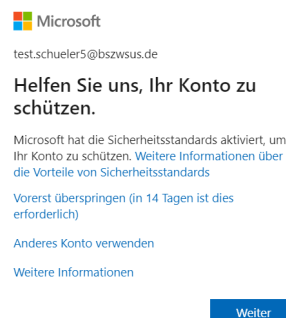 Microsoft
test.schueler5@bszwsus.de
Helfen Sie uns, Ihr Konto zu
schützen.
Microsoft hat die Sicherheitsstandards aktiviert, um
Ihr Konto zu schützen. Weitere Informationen über
die Vorteile von Sicherheitsstandards
Vorerst überspringen (in 14 Tagen ist dies
erforderlich)
Anderes Konto verwenden
Weitere Informationen
Weiter